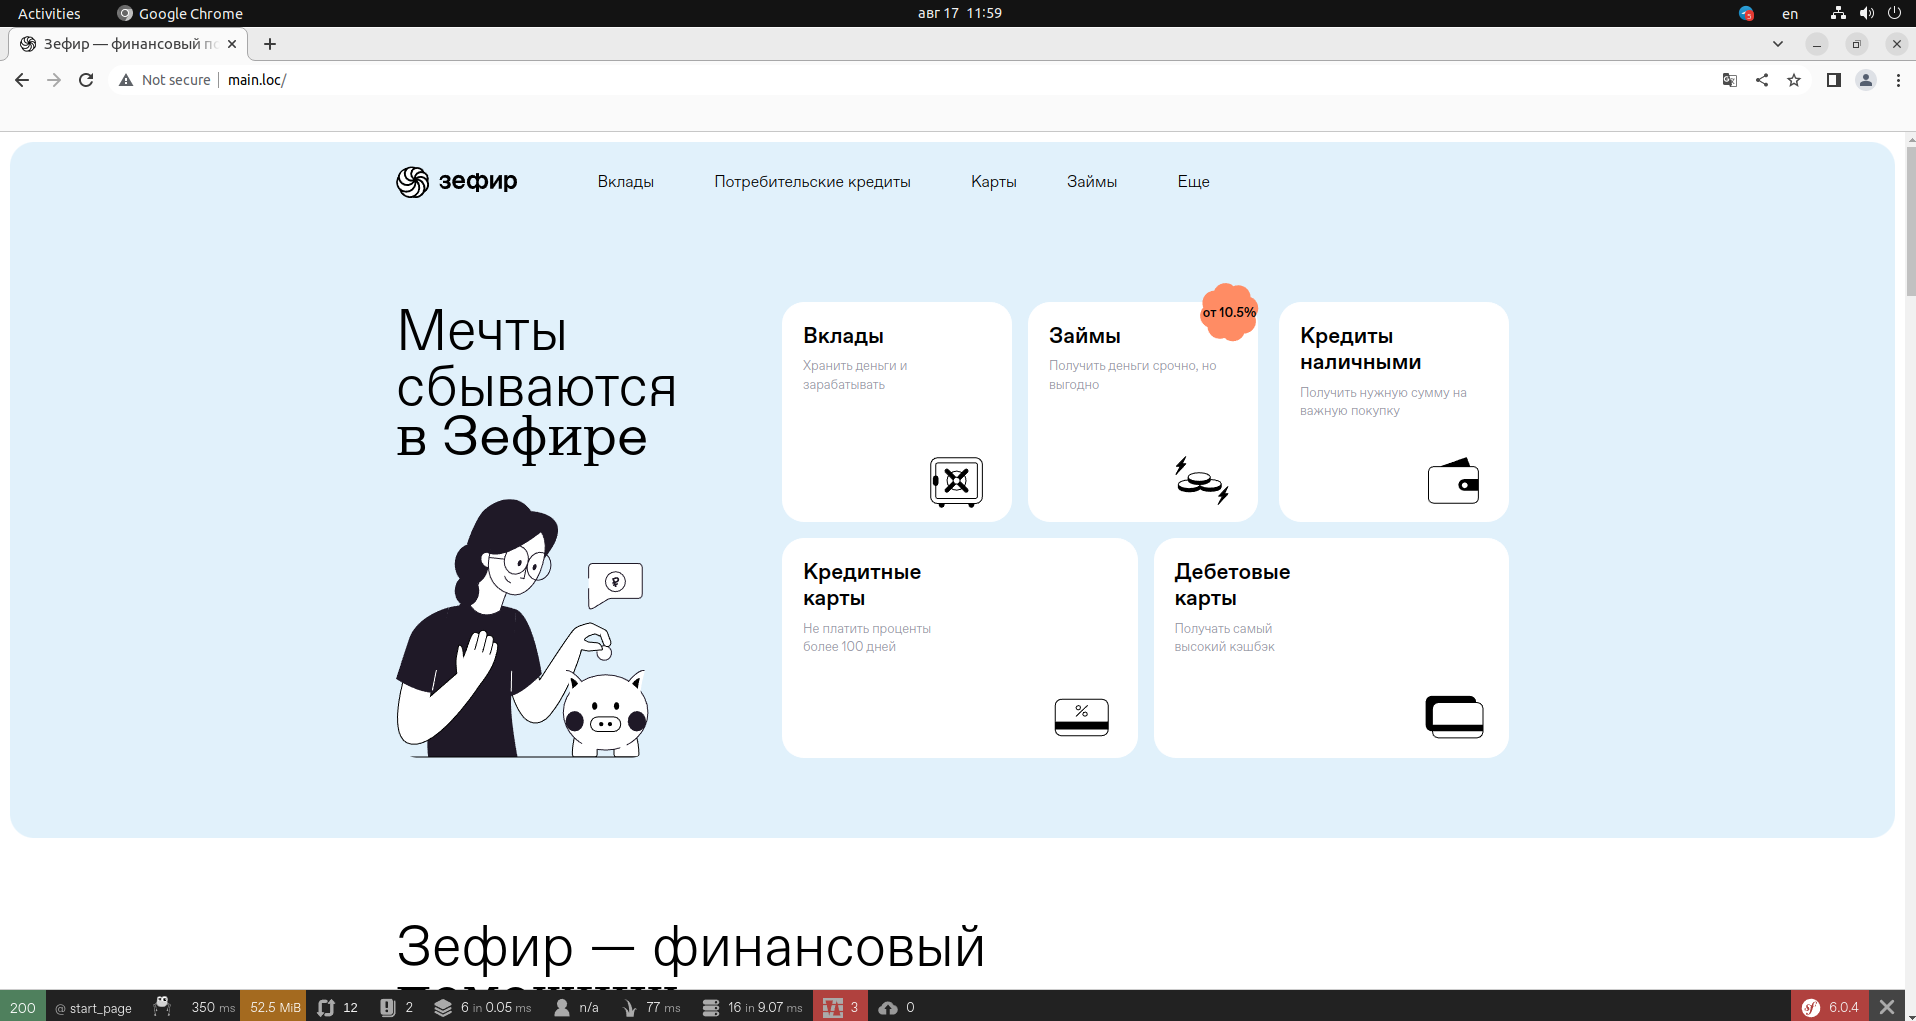 Activities
Google Chrome
авг 17 11:59
en
Зефир — финансовый по
Not secure
main.loc/
зефир
Вклады
Потребительские кредиты
Карты
Займы
Еще
Мечты
сбываются
в Зефире
Вклады
Хранить деньги и
зарабатывать
Займы
от 10.5%
Получить деньги срочно, но
выгодно
Кредиты
наличными
Получить нужную сумму на
важную покупку
Кредитные
карты
Не платить проценты
более 100 дней
Дебетовые
карты
Получать самый
высокий кэшбэк
Зефир — финансовый
200
@ start_page
350 ms
52.5 MiB
12
2
6 in 0.05 ms
n/a
77 ms
16 in 9.07 ms
3
0
6.0.4